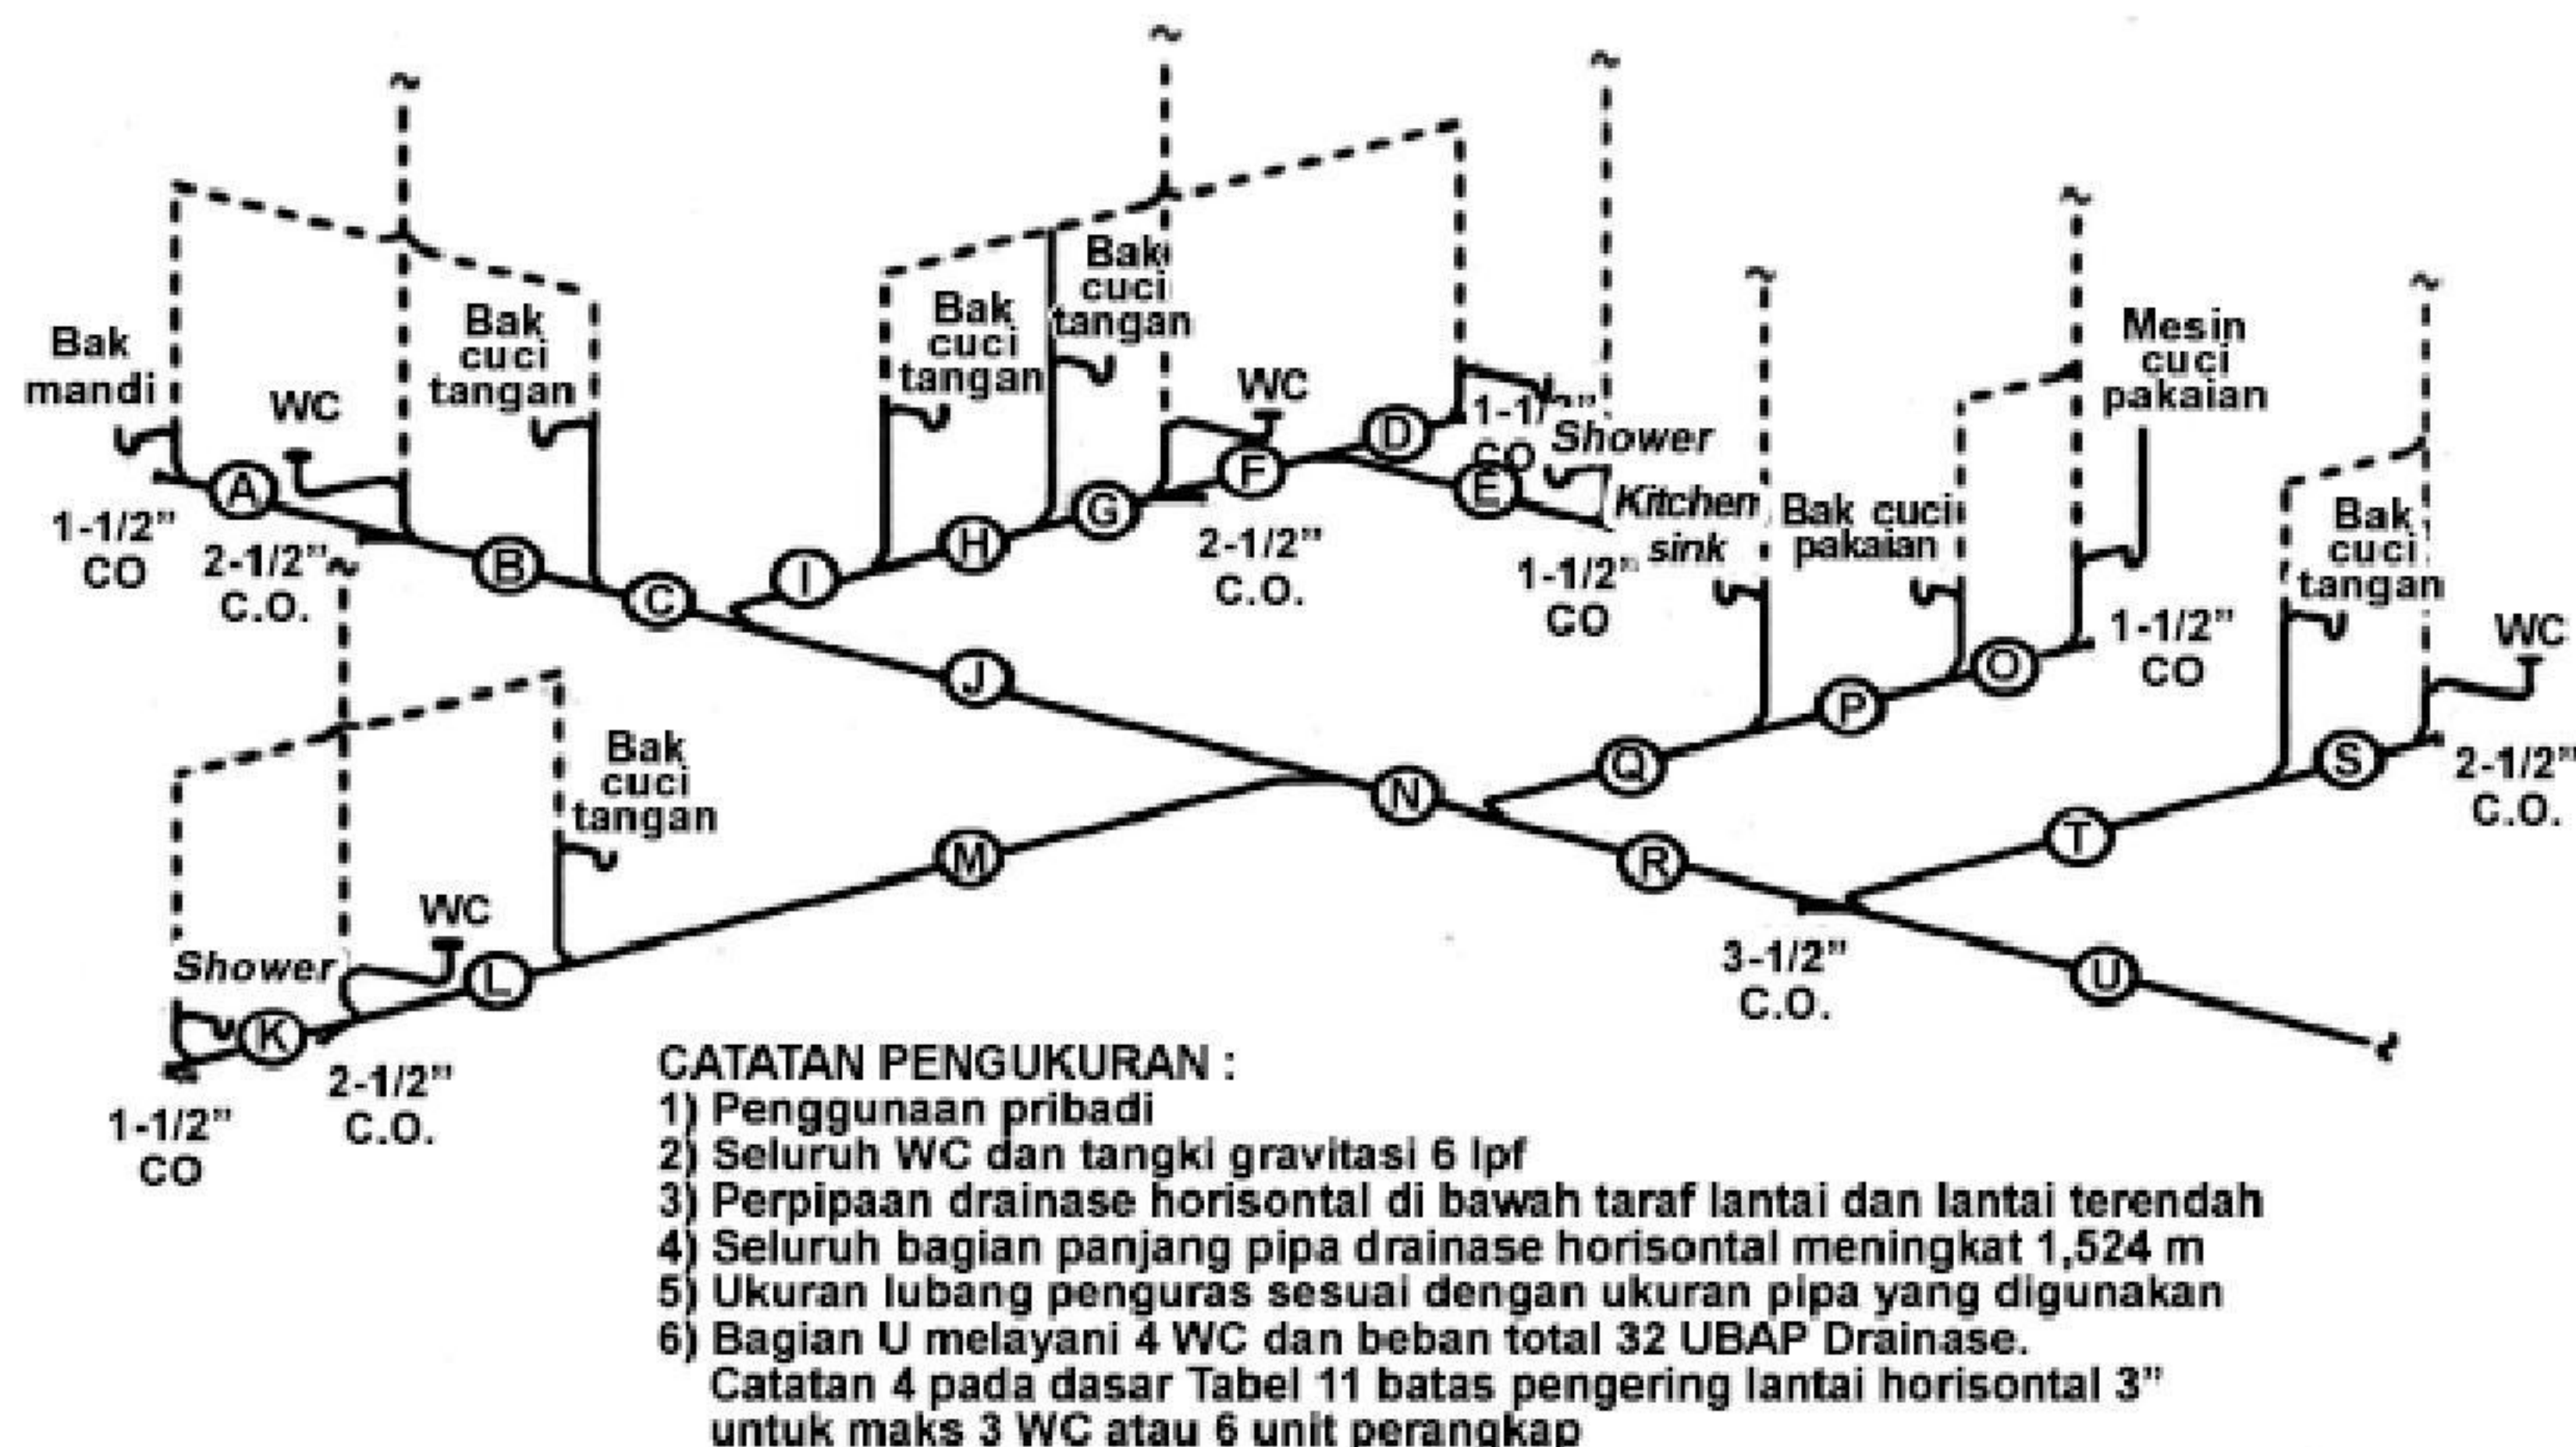 Bak
mandi
WC
Bak
cuci
tangan
Bak
cuci
tangan
Bak
cuci
tangan
WC
1-1/2"
CO
Shower
Kitchen
sink
Bak cuci
pakaian
Mesin
cuci
pakaian
Bak
cuci
tangan
WC
A
B
C
D
E
F
G
H
I
1-1/2"
CO
2-1/2"
C.O.
2-1/2"
C.O.
1-1/2"
CO
1-1/2"
CO
2-1/2"
C.O.
J
O
P
Q
S
N
T
R
M
Bak
cuci
tangan
WC
Shower
L
K
U
3-1/2"
C.O.
2-1/2"
C.O.
1-1/2"
CO
CATATAN PENGUKURAN :
1) Penggunaan pribadi
2) Seluruh WC dan tangki gravitasi 6 lpf
3) Perpipaan drainase horisontal di bawah taraf lantai dan lantai terendah
4) Seluruh bagian panjang pipa drainase horisontal meningkat 1,524 m
5) Ukuran lubang penguras sesuai dengan ukuran pipa yang digunakan
6) Bagian U melayani 4 WC dan beban total 32 UBAP Drainase.
Catatan 4 pada dasar Tabel 11 batas pengering lantai horisontal 3"
untuk maks 3 WC atau 6 unit perangkap